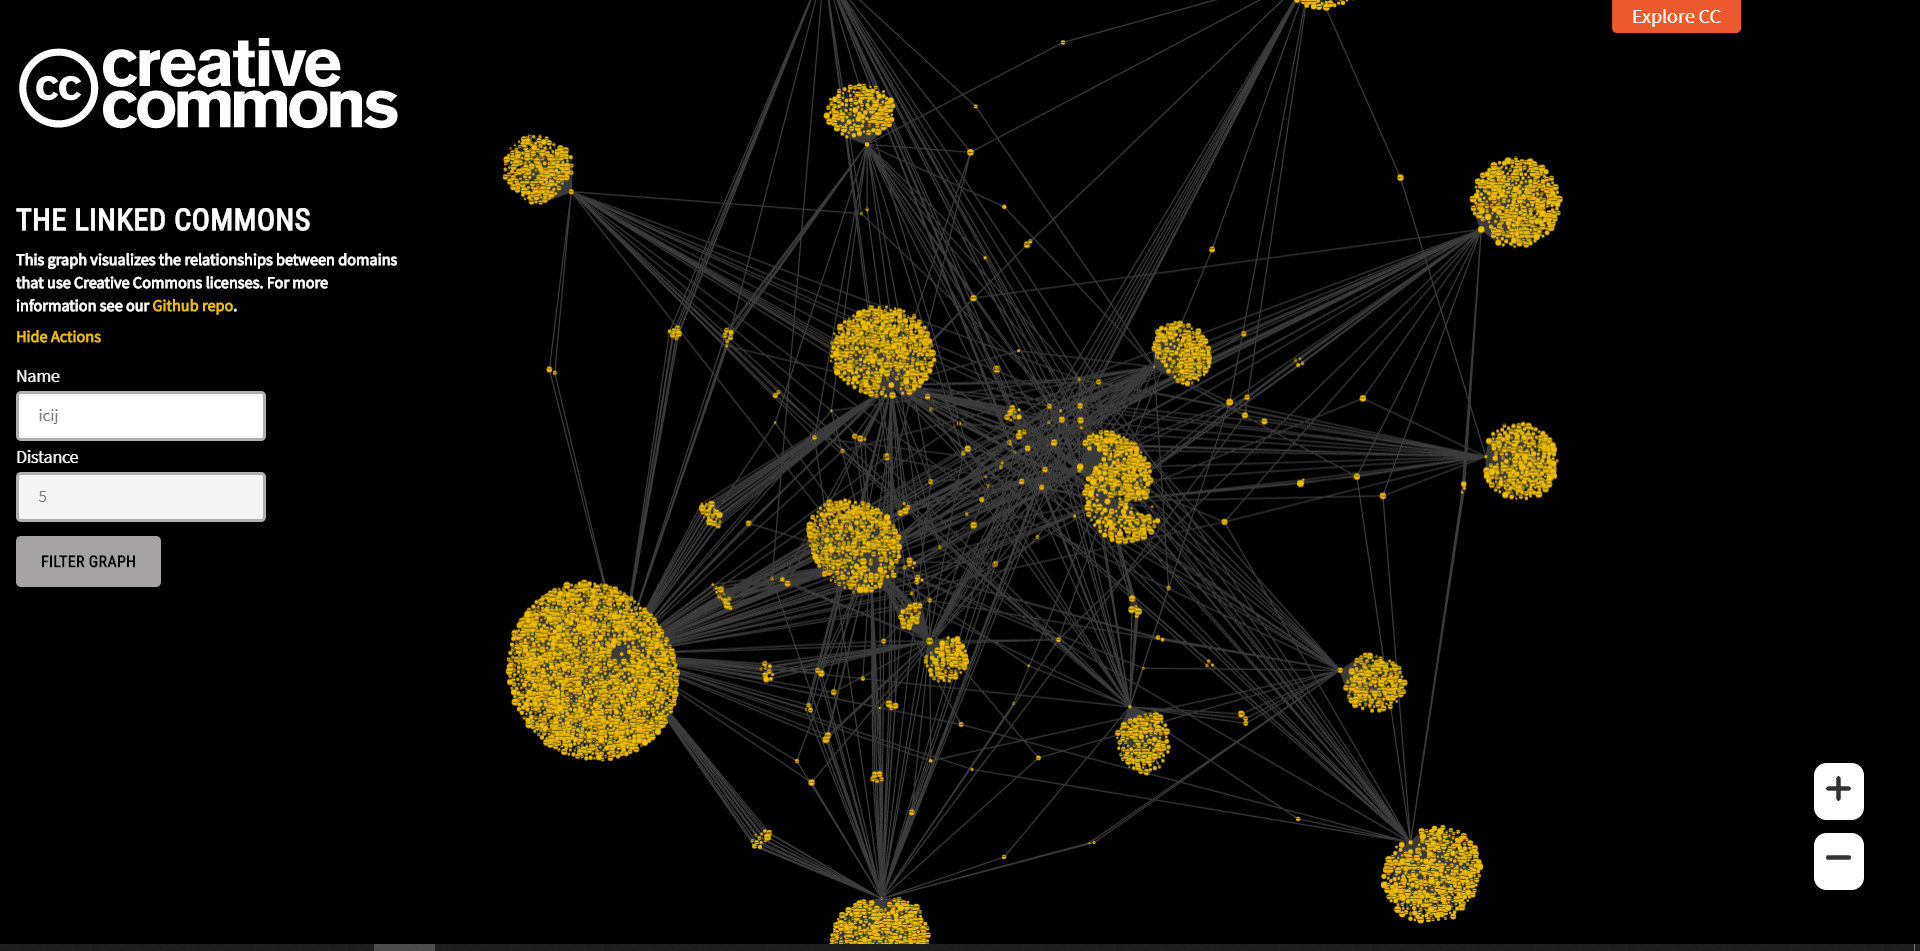 Explore CC
cc creative
commons
THE LINKED COMMONS
This graph visualizes the relationships between domains
that use Creative Commons licenses. For more
information see our Github repo.
Hide Actions
Name
icij
Distance
5
FILTER GRAPH
+
−